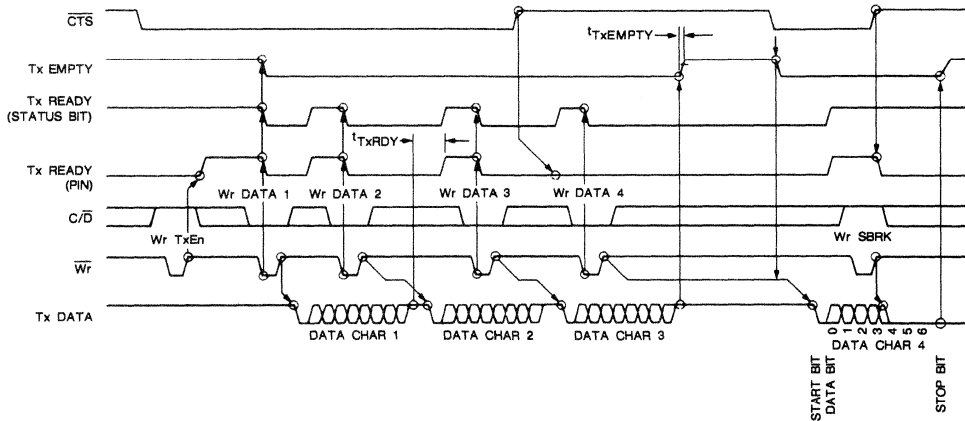 CTS
tTxEMPTY
Tx EMPTY
Tx READY
(STATUS BIT)
tTxRDY
Tx READY
(PIN)
Wr DATA 1
Wr DATA 2
Wr DATA 3
Wr DATA 4
C/D
Wr TxEn
Wr SBRK
Wr
Tx DATA
DATA CHAR 1
DATA CHAR 2
DATA CHAR 3
0 1 2 3 4 5 6
DATA CHAR 4
START BIT
DATA BIT
STOP BIT